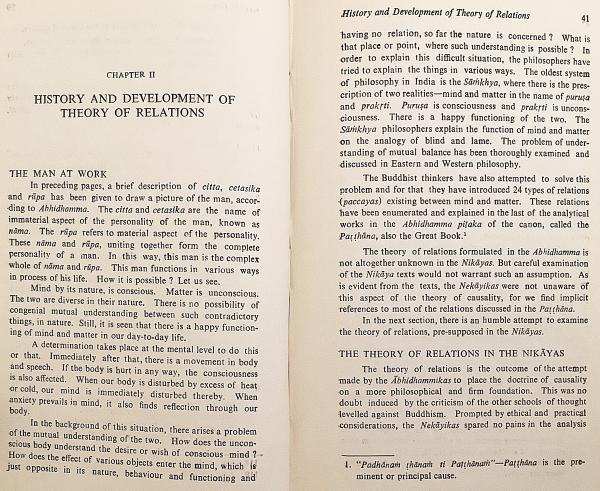 CHAPTER II
HISTORY AND DEVELOPMENT OF
THEORY OF RELATIONS
THE MAN AT WORK
In preceding pages, a brief description of citta, cetasika
and rūpa has been given to draw a picture of the man, accor-
ding to Abhidhamma. The citta and cetasika are the name of
immaterial aspect of the personality of the man, known as
nāma. The rūpa refers to material aspect of the personality.
These nāma and rūpa, uniting together form the complete
personality of a man. In this way, this man is the complex
whole of nāma and rūpa. This man functions in various ways
in process of his life. How it is possible ? Let us see.
Mind by its nature, is conscious. Matter is unconscious.
The two are diverse in their nature. There is no possibility of
congenial mutual understanding between such contradictory
things, in nature. Still, it is seen that there is a happy function-
ing of mind and matter in our day-to-day life.
A determination takes place at the mental level to do this
or that. Immediately after that, there is a movement in body
and speech. If the body be hurt in any way, the consciousness
is also affected. When our body is disturbed by excess of heat
or cold, our mind is immediately disturbed thereby. When
anxiety prevails in mind, it also finds reflection through our
body.
In the background of this situation, there arises a problem
of the mutual understanding of the two. How does the uncon-
scious body understand the desire or wish of conscious mind ?
How does the effect of various objects enter the mind, which is
just opposite in its nature, behaviour and functioning and
History and Development of Theory of Relations 41
having no relation, so far the nature is concerned ? What is
that place or point, where such understanding is possible ? In
order to explain this difficult situation, the philosophers have
tried to explain the things in various ways. The oldest system
of philosophy in India is the Sāṁkhya, where there is the pres-
cription of two realities—mind and matter in the name of puruṣa
and prakṛti. Puruṣa is consciousness and prakṛti is uncons-
ciousness. There is a happy functioning of the two. The
Sāṁkhya philosophers explain the function of mind and matter
on the analogy of blind and lame. The problem of under-
standing of mutual balance has been thoroughly examined and
discussed in Eastern and Western philosophy.
The Buddhist thinkers have also attempted to solve this
problem and for that they have introduced 24 types of relations
(paccayas) existing between mind and matter. These relations
have been enumerated and explained in the last of the analytical
works in the Abhidhamma piṭaka of the canon, called the
Paṭṭhāna, also the Great Book.¹
The theory of relations formulated in the Abhidhamma is
not altogether unknown in the Nikāyas. But careful examination
of the Nikāya texts would not warrant such an assumption. As
is evident from the texts, the Nekāyikas were not unaware of
this aspect of the theory of causality, for we find implicit
references to most of the relations discussed in the Paṭṭhāna.
In the next section, there is an humble attempt to examine
the theory of relations, pre-supposed in the Nikāyas.
THE THEORY OF RELATIONS IN THE NIKĀYAS
The theory of relations is the outcome of the attempt
made by the Ābhidhammikas to place the doctrine of causality
on a more philosophical and firm foundation. This was no
doubt induced by the criticism of the other schools of thought
levelled against Buddhism. Prompted by ethical and practical
considerations, the Nekāyikas spared no pains in the analysis
1. "Padhānaṁ ṭhānaṁ ti Paṭṭhānaṁ"—Paṭṭhāna is the pre-
minent or principal cause.